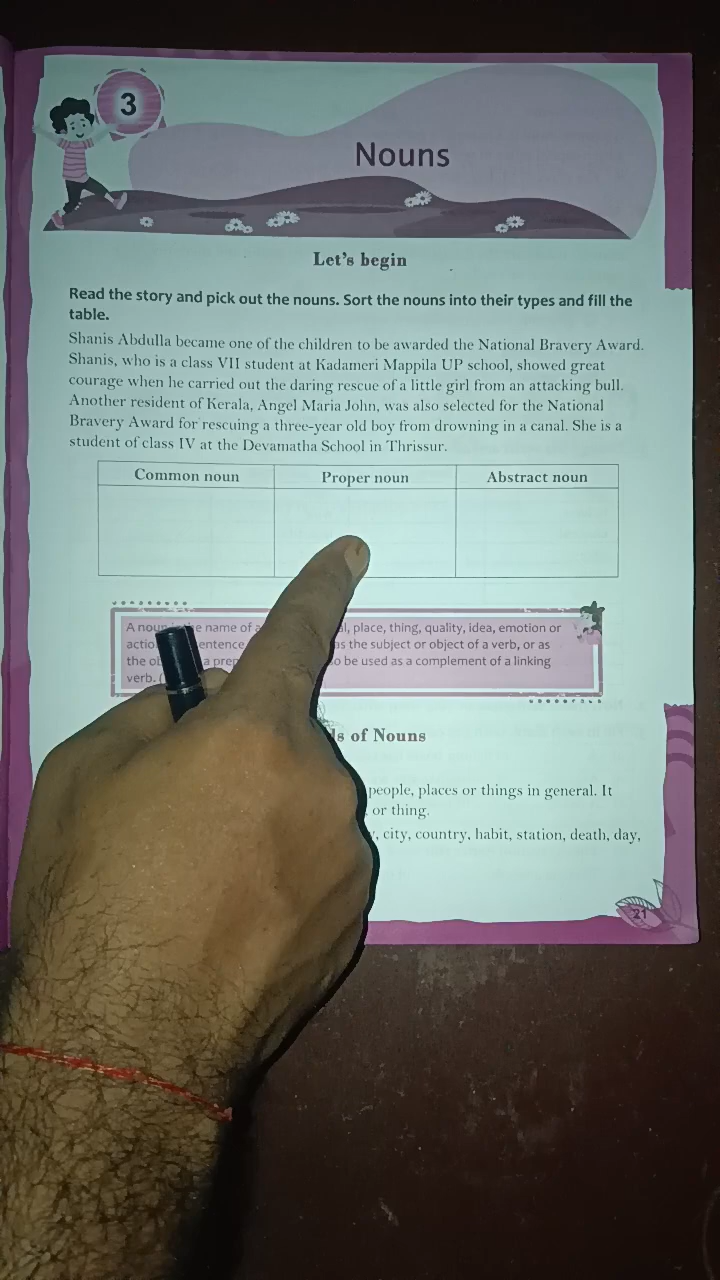 3
Nouns
Let's begin
Read the story and pick out the nouns. Sort the nouns into their types and fill the
table.
Shanis Abdulla became one of the children to be awarded the National Bravery Award.
Shanis, who is a class VII student at Kadameri Mappila UP school, showed great
courage when he carried out the daring rescue of a little girl from an attacking bull.
Another resident of Kerala, Angel Maria John, was also selected for the National
Bravery Award for rescuing a three-year old boy from drowning in a canal. She is a
student of class IV at the Devamatha School in Thrissur.
Common noun Proper noun Abstract noun
A noun name of place, thing, quality, idea, emotion or
as the subject or object of a verb, or as
the be used as a complement of a linking
verb.
of Nouns
people, places or things in general. It
or thing.
city, country, habit, station, death, day,
21